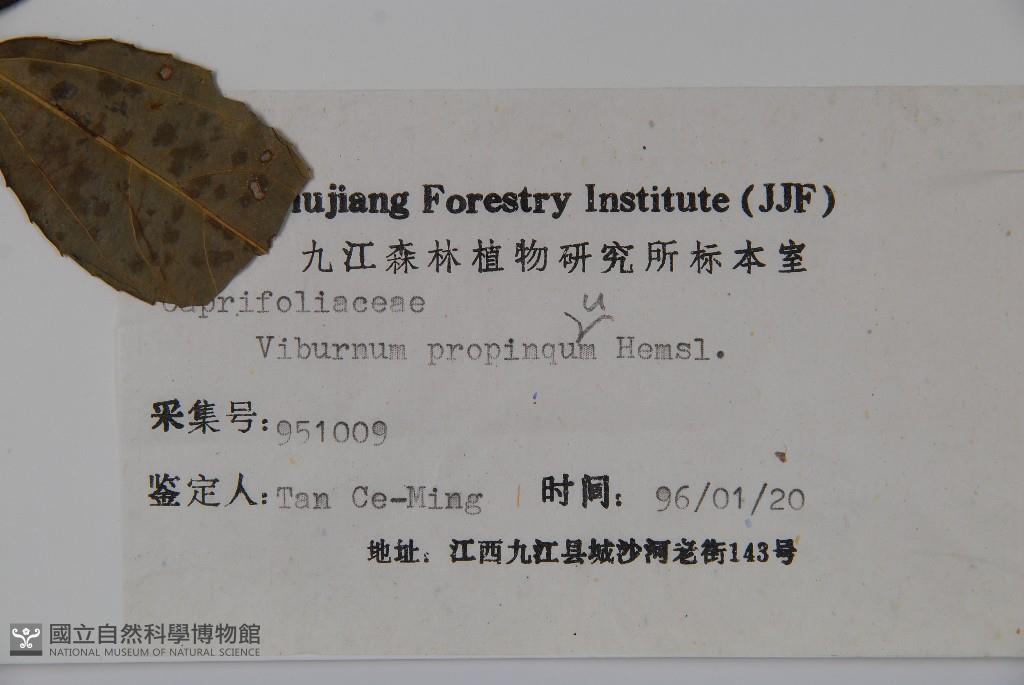 ujiang Forestry Institute (JJF)
九江森林植物研究所标本室
Caprifoliaceae
u
Viburnum propinqum Hemsl.
采集号: 951009
鉴定人: Tan Ce-Ming 时间: 96/01/20
地址: 江西九江县城沙河老街143号
國立自然科學博物館
NATIONAL MUSEUM OF NATURAL SCIENCE